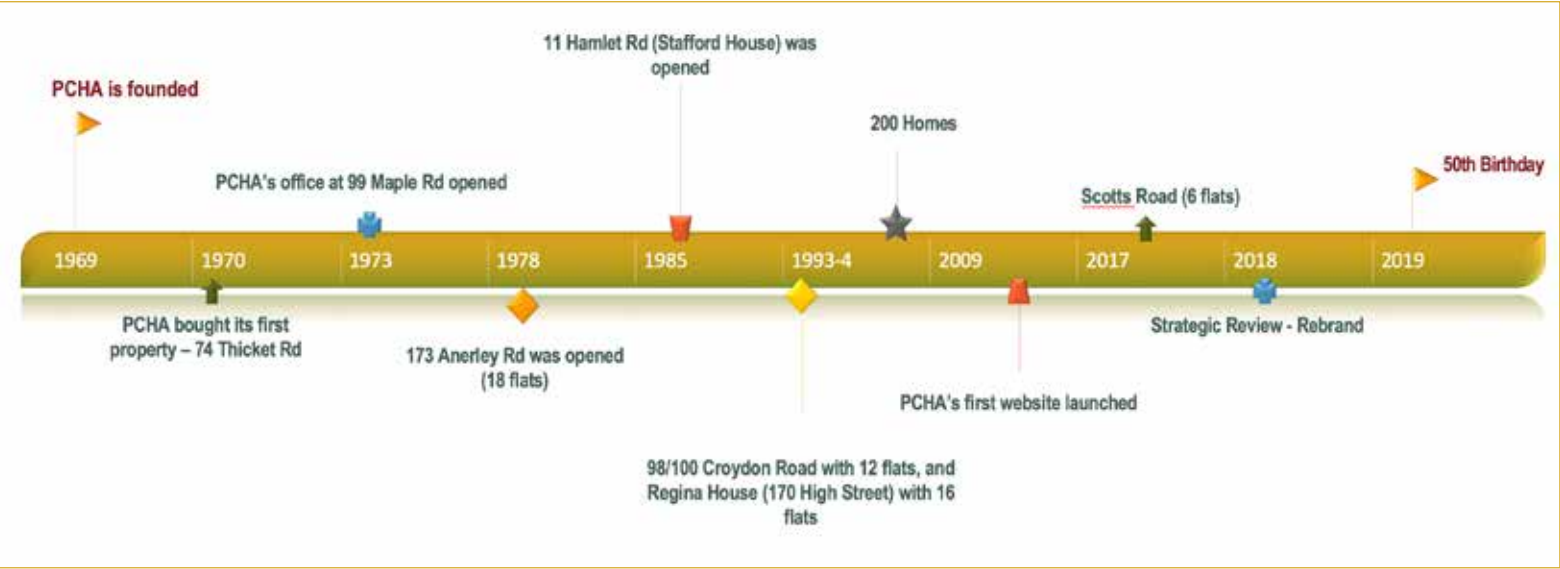 11 Hamlet Rd (Stafford House) was
opened
PCHA is founded
200 Homes
50th Birthday
PCHA's office at 99 Maple Rd opened
Scotts Road (6 flats)
1969
1970
1973
1978
1985
1993-4
2009
2017
2018
2019
PCHA bought its first
property – 74 Thicket Rd
173 Anerley Rd was opened
(18 flats)
Strategic Review - Rebrand
PCHA's first website launched
98/100 Croydon Road with 12 flats, and
Regina House (170 High Street) with 16
flats